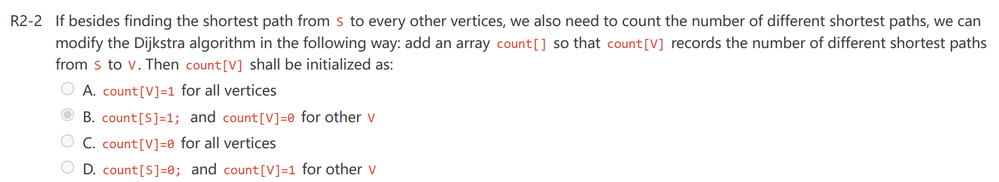 R2-2 If besides finding the shortest path from S to every other vertices, we also need to count the number of different shortest paths, we can
modify the Dijkstra algorithm in the following way: add an array count[] so that count[V] records the number of different shortest paths
from S to V. Then count[V] shall be initialized as:
A. count[V]=1 for all vertices
B. count[S]=1; and count[V]=0 for other V
C. count[V]=0 for all vertices
D. count[S]=0; and count[V]=1 for other V